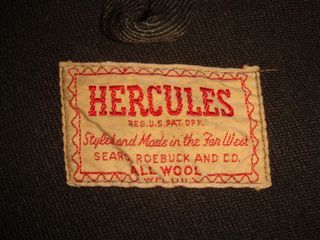 HERCULES
REG. U.S. PAT. OFF.
Styled and Made in the Far West
SEARS, ROEBUCK AND CO.
ALL WOOL